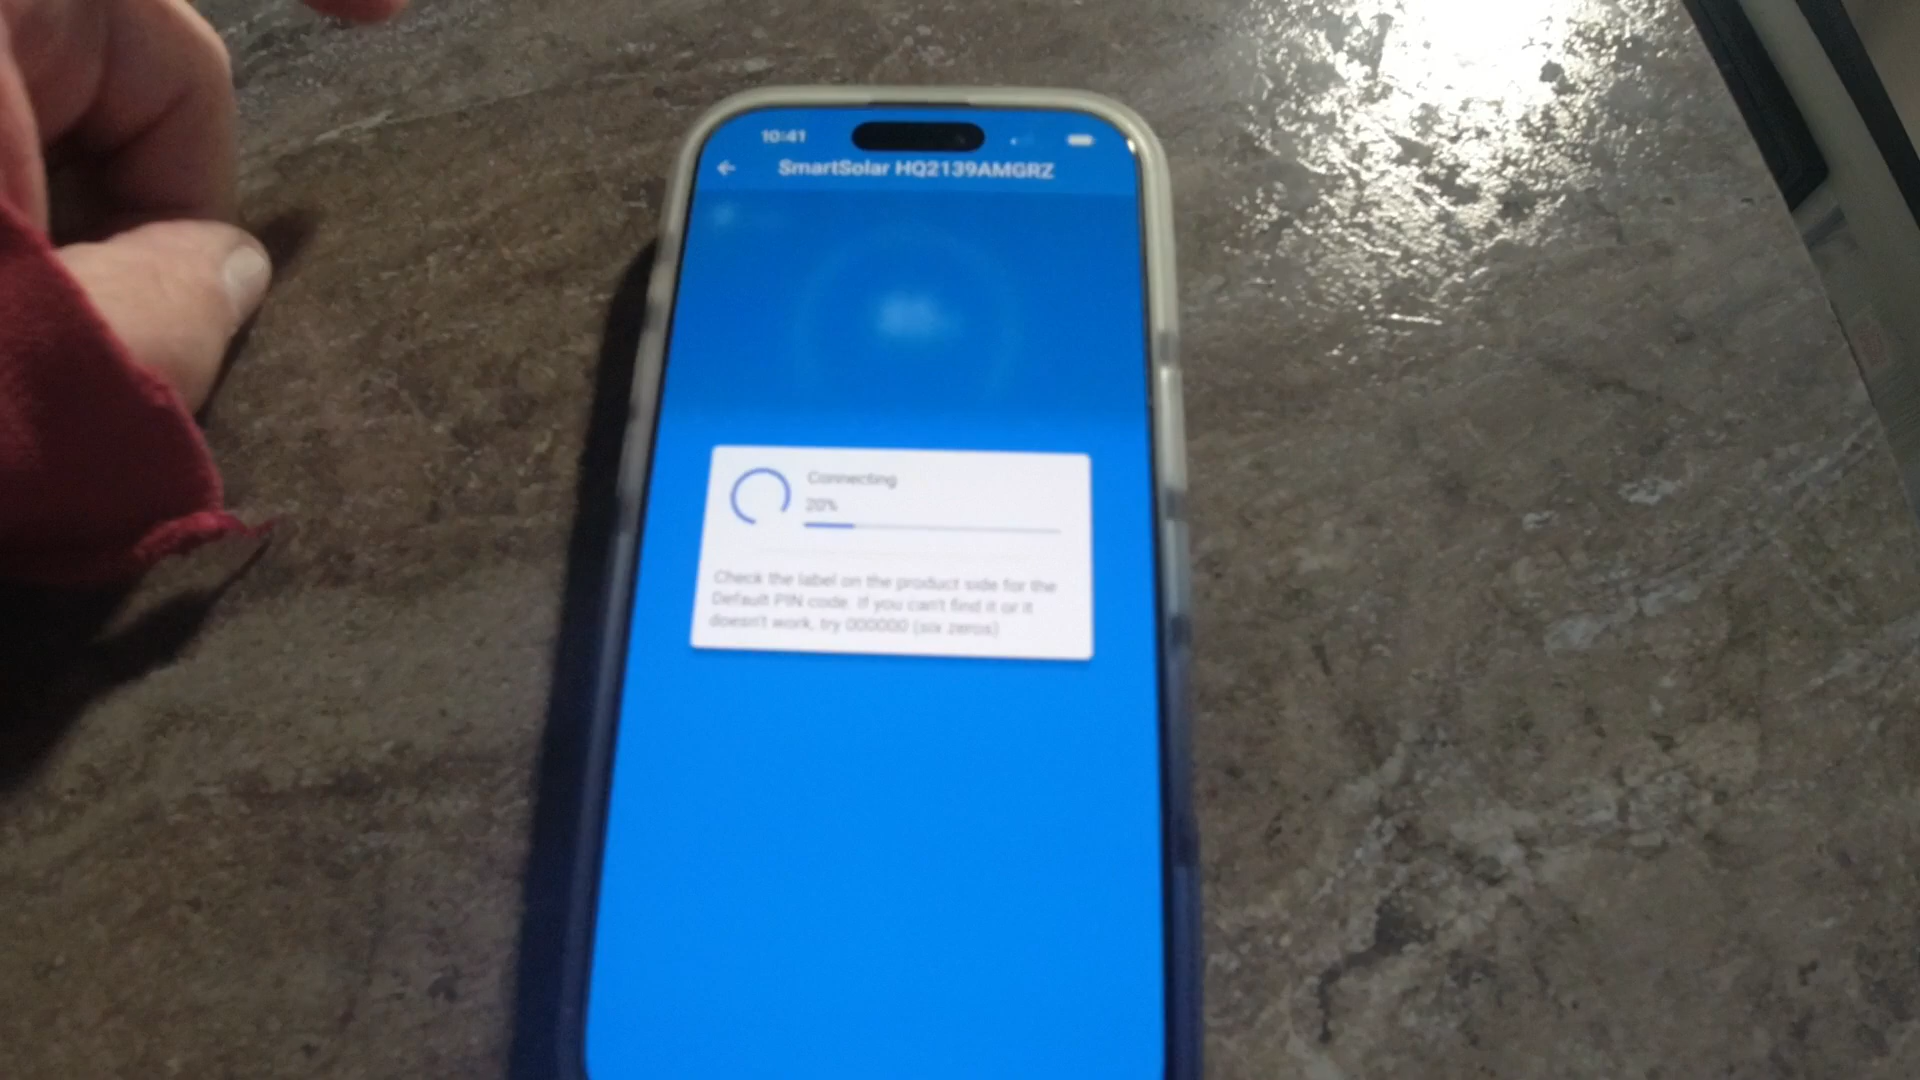 10:41
SmartSolar HQ2139AMGRZ
Connecting
20%
Check the label on the product side for the
Default PIN code. If you can't find it or it
doesn't work, try 000000 (six zeros)